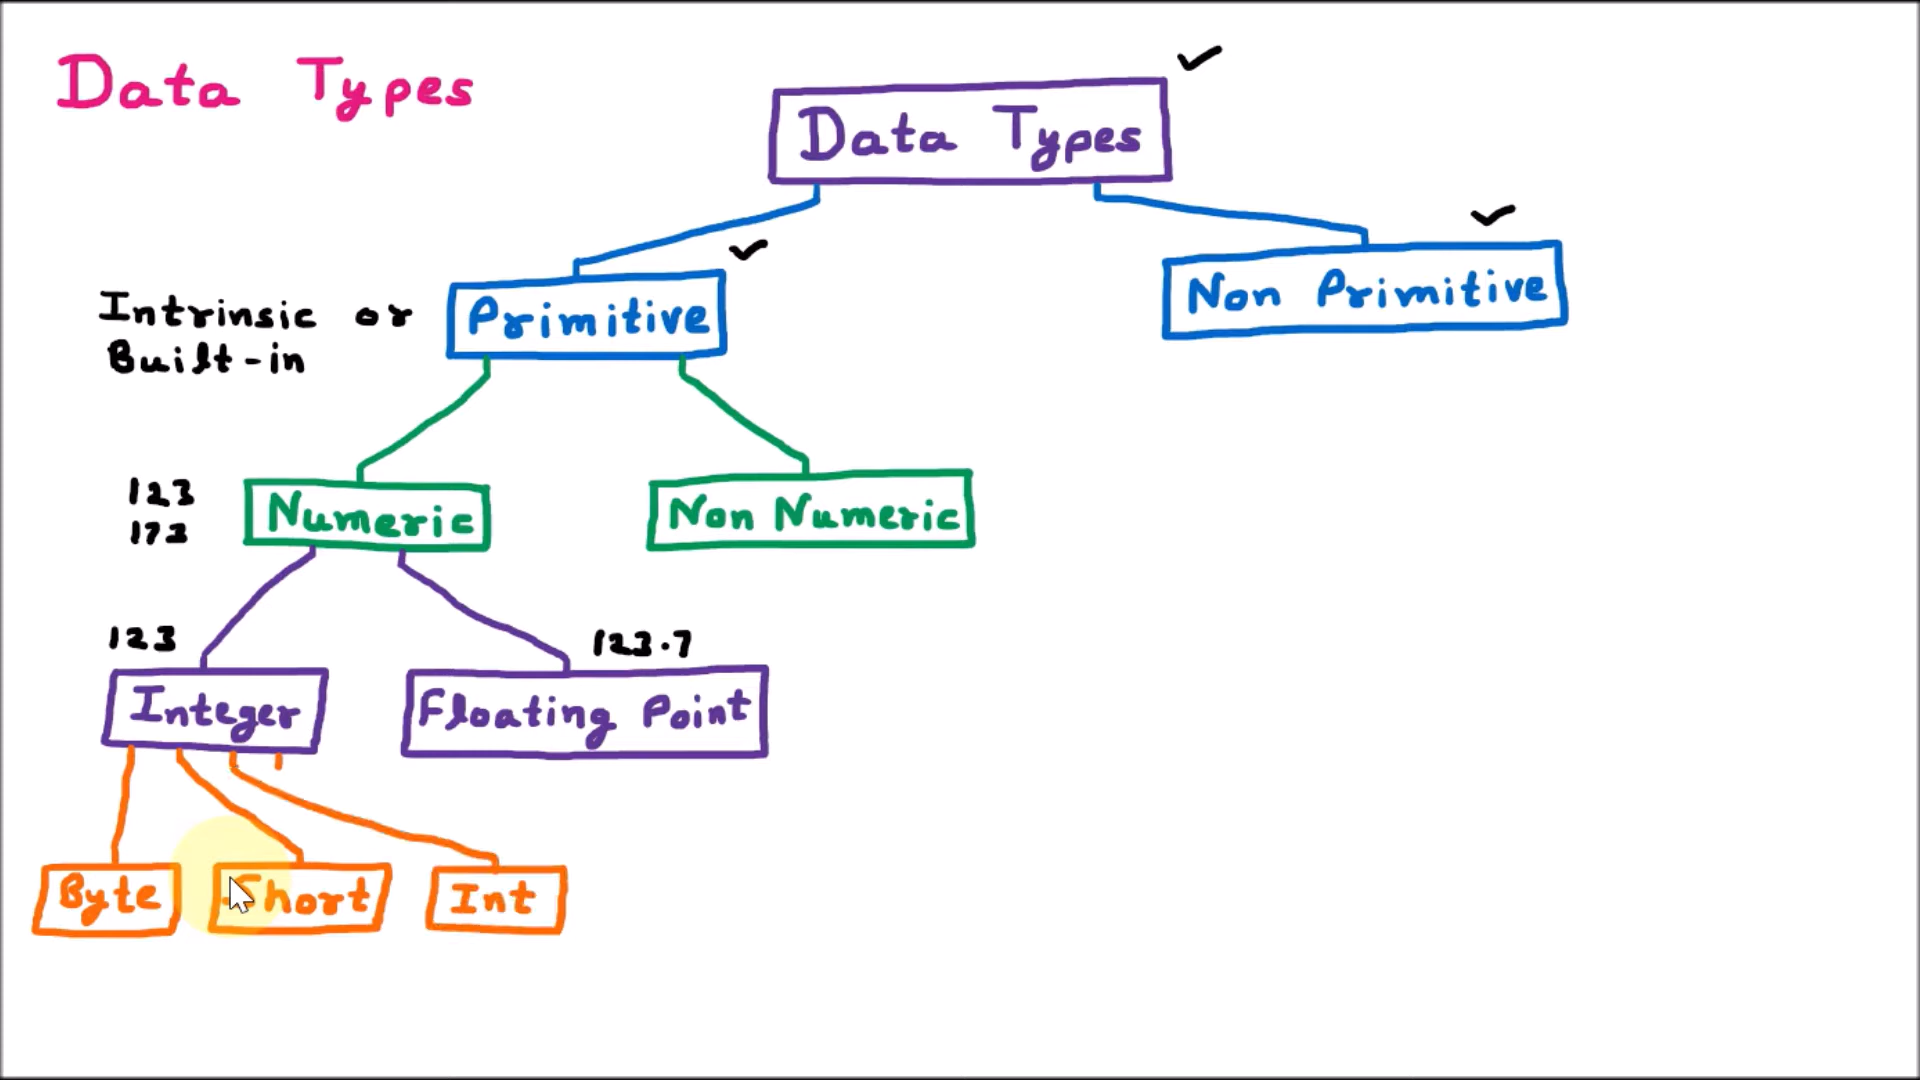 Data Types
Data Types
Intrinsic or
Built-in
Primitive
Non Primitive
123
173
Numeric
Non Numeric
123
123.7
Integer
Floating Point
Byte
Short
Int